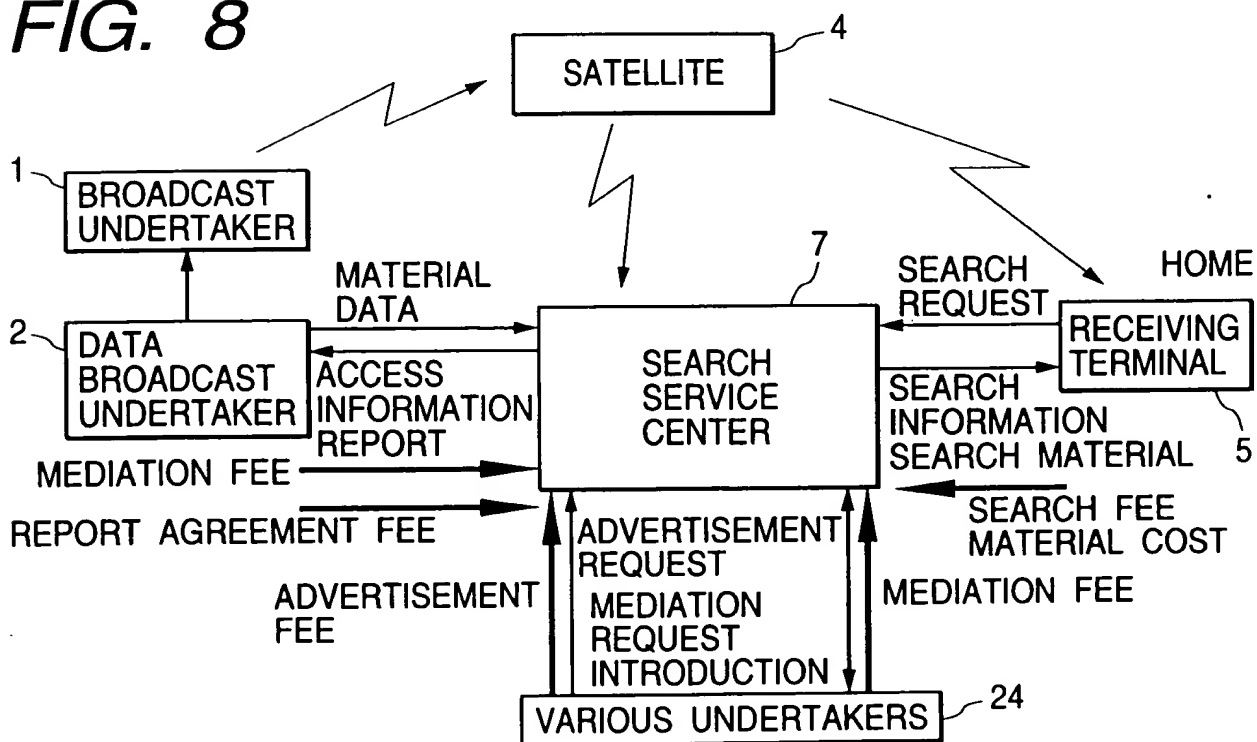 FIG. 8
4
SATELLITE
1
BROADCAST
UNDERTAKER
7
MATERIAL
DATA
SEARCH
REQUEST
HOME
2
DATA
BROADCAST
UNDERTAKER
SEARCH
SERVICE
CENTER
RECEIVING
TERMINAL
ACCESS
INFORMATION
REPORT
SEARCH
INFORMATION
SEARCH MATERIAL
5
MEDIATION FEE
REPORT AGREEMENT FEE
SEARCH FEE
MATERIAL COST
ADVERTISEMENT
REQUEST
ADVERTISEMENT
FEE
MEDIATION
REQUEST
INTRODUCTION
MEDIATION FEE
VARIOUS UNDERTAKERS
24